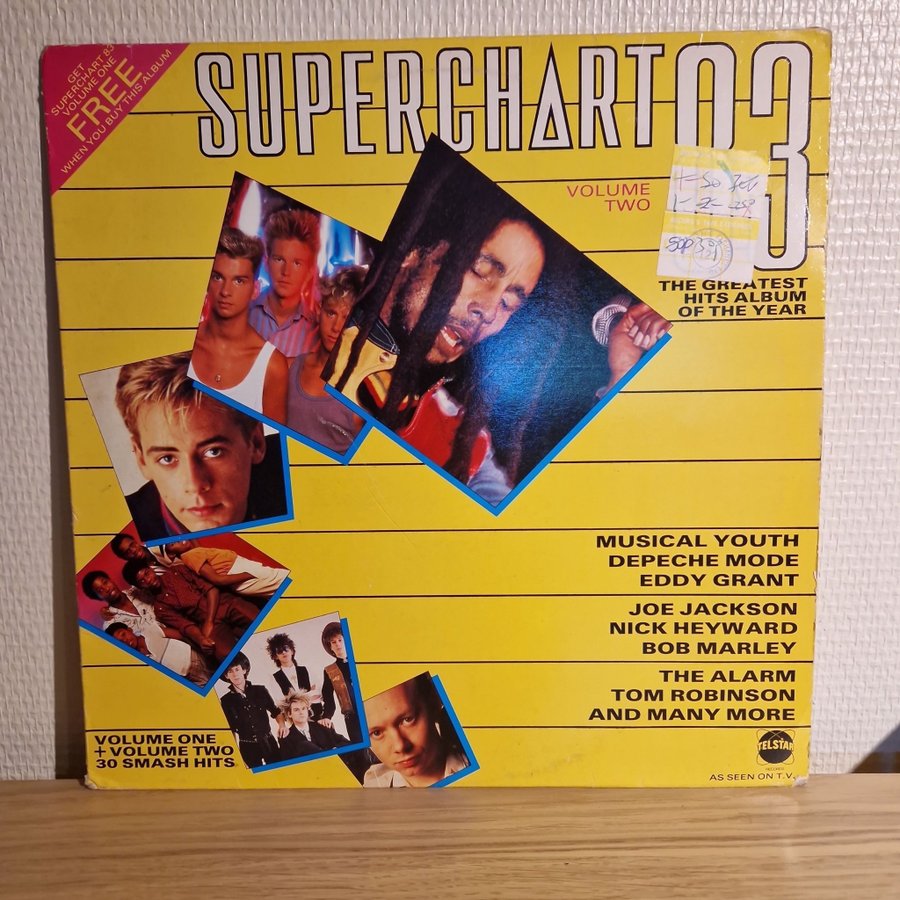 GET
SUPERCHART 83
VOLUME ONE
FREE
WHEN YOU BUY THIS ALBUM
SUPERCHART 83
VOLUME
TWO
THE GREATEST
HITS ALBUM
OF THE YEAR
MUSICAL YOUTH
DEPECHE MODE
EDDY GRANT
JOE JACKSON
NICK HEYWARD
BOB MARLEY
THE ALARM
TOM ROBINSON
AND MANY MORE
VOLUME ONE
+ VOLUME TWO
30 SMASH HITS
TELSTAR
RECORDS
AS SEEN ON T.V.